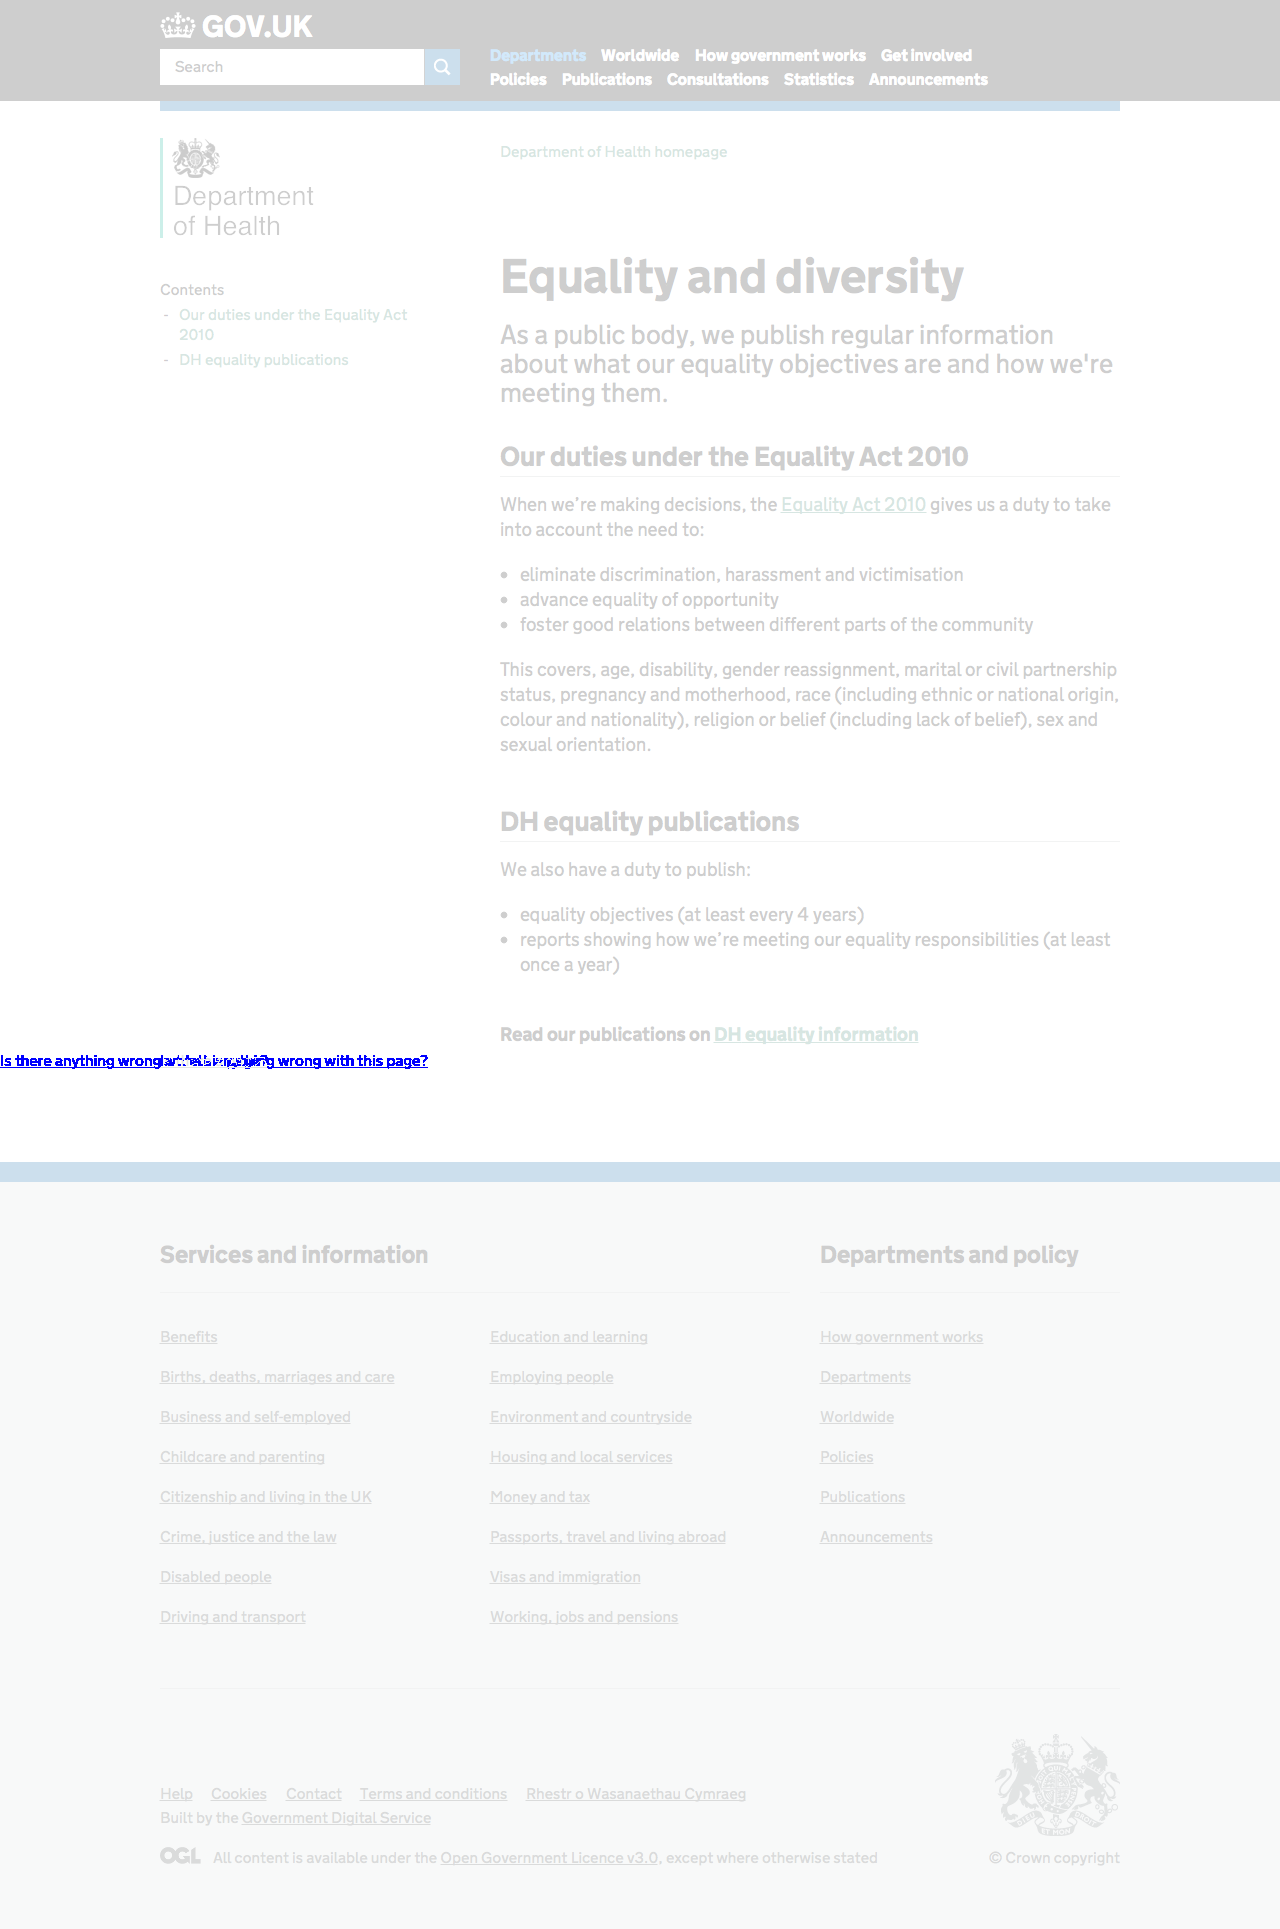 GOV.UK
Search
Departments Worldwide How government works Get involved
Policies Publications Consultations Statistics Announcements
Department
of Health
Department of Health homepage
Contents
- Our duties under the Equality Act
2010
- DH equality publications
Equality and diversity
As a public body, we publish regular information
about what our equality objectives are and how we're
meeting them.
Our duties under the Equality Act 2010
When we’re making decisions, the Equality Act 2010 gives us a duty to take
into account the need to:
• eliminate discrimination, harassment and victimisation
• advance equality of opportunity
• foster good relations between different parts of the community
This covers, age, disability, gender reassignment, marital or civil partnership
status, pregnancy and motherhood, race (including ethnic or national origin,
colour and nationality), religion or belief (including lack of belief), sex and
sexual orientation.
DH equality publications
We also have a duty to publish:
• equality objectives (at least every 4 years)
• reports showing how we’re meeting our equality responsibilities (at least
once a year)
Read our publications on DH equality information
Is there anything wrong wrong with this page?
Services and information
Departments and policy
Benefits
Births, deaths, marriages and care
Business and self-employed
Childcare and parenting
Citizenship and living in the UK
Crime, justice and the law
Disabled people
Driving and transport
Education and learning
Employing people
Environment and countryside
Housing and local services
Money and tax
Passports, travel and living abroad
Visas and immigration
Working, jobs and pensions
How government works
Departments
Worldwide
Policies
Publications
Announcements
Help Cookies Contact Terms and conditions Rhestr o Wasanaethau Cymraeg
Built by the Government Digital Service
OGL All content is available under the Open Government Licence v3.0, except where otherwise stated
© Crown copyright